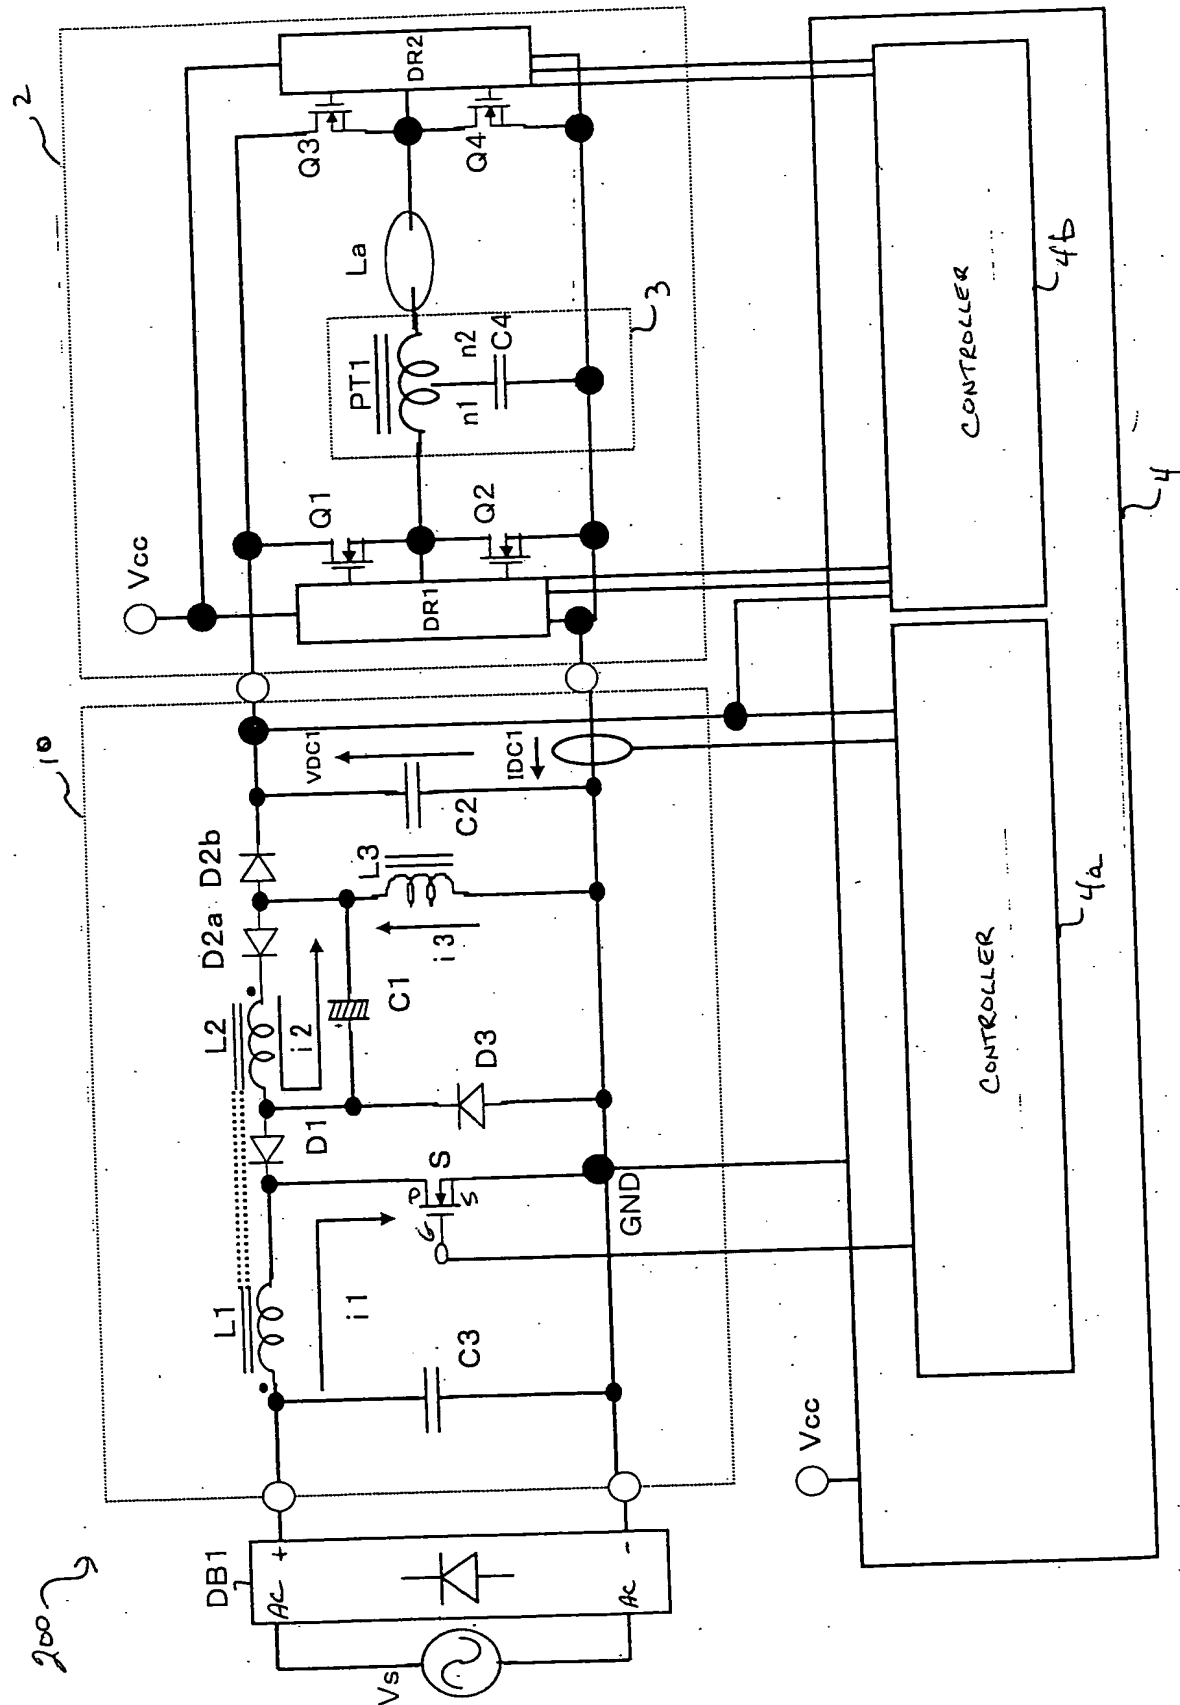 200
10
2
Vs
DB1
AC
+
AC
-
L1
i1
C3
D1
L2
i2
D2a
D2b
C1
D3
S
D
G
S
GND
L3
i3
C2
VDC1
IDC1
Vcc
DR1
Q1
Q2
PT1
n1
n2
C4
3
La
Q3
Q4
DR2
Vcc
CONTROLLER
4a
CONTROLLER
4b
4